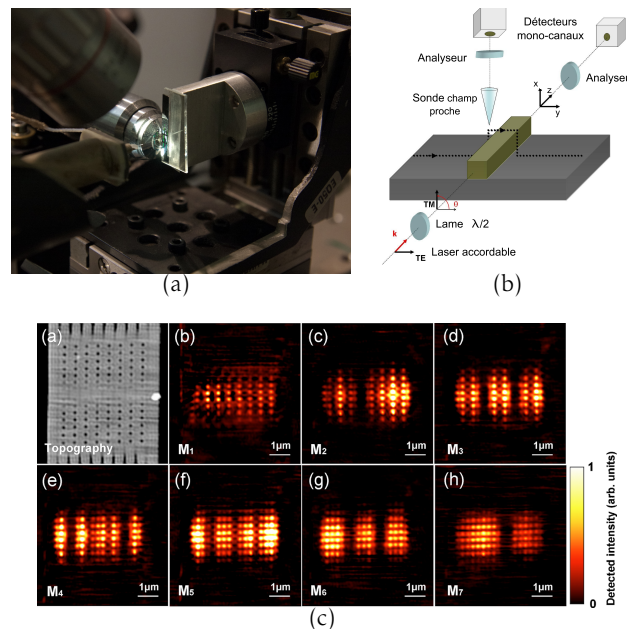 (a)
Détecteurs
mono-canaux
Analyseur
Analyseur
Sonde champ
proche
x
z
y
TM
θ
Lame λ/2
k
Laser accordable
TE
(b)
(a)
Topography
(b)
M1
1µm
(c)
M2
1µm
(d)
M3
1µm
(e)
M4
1µm
(f)
M5
1µm
(g)
M6
1µm
(h)
M7
1µm
1
0
Detected intensity (arb. units)
(c)